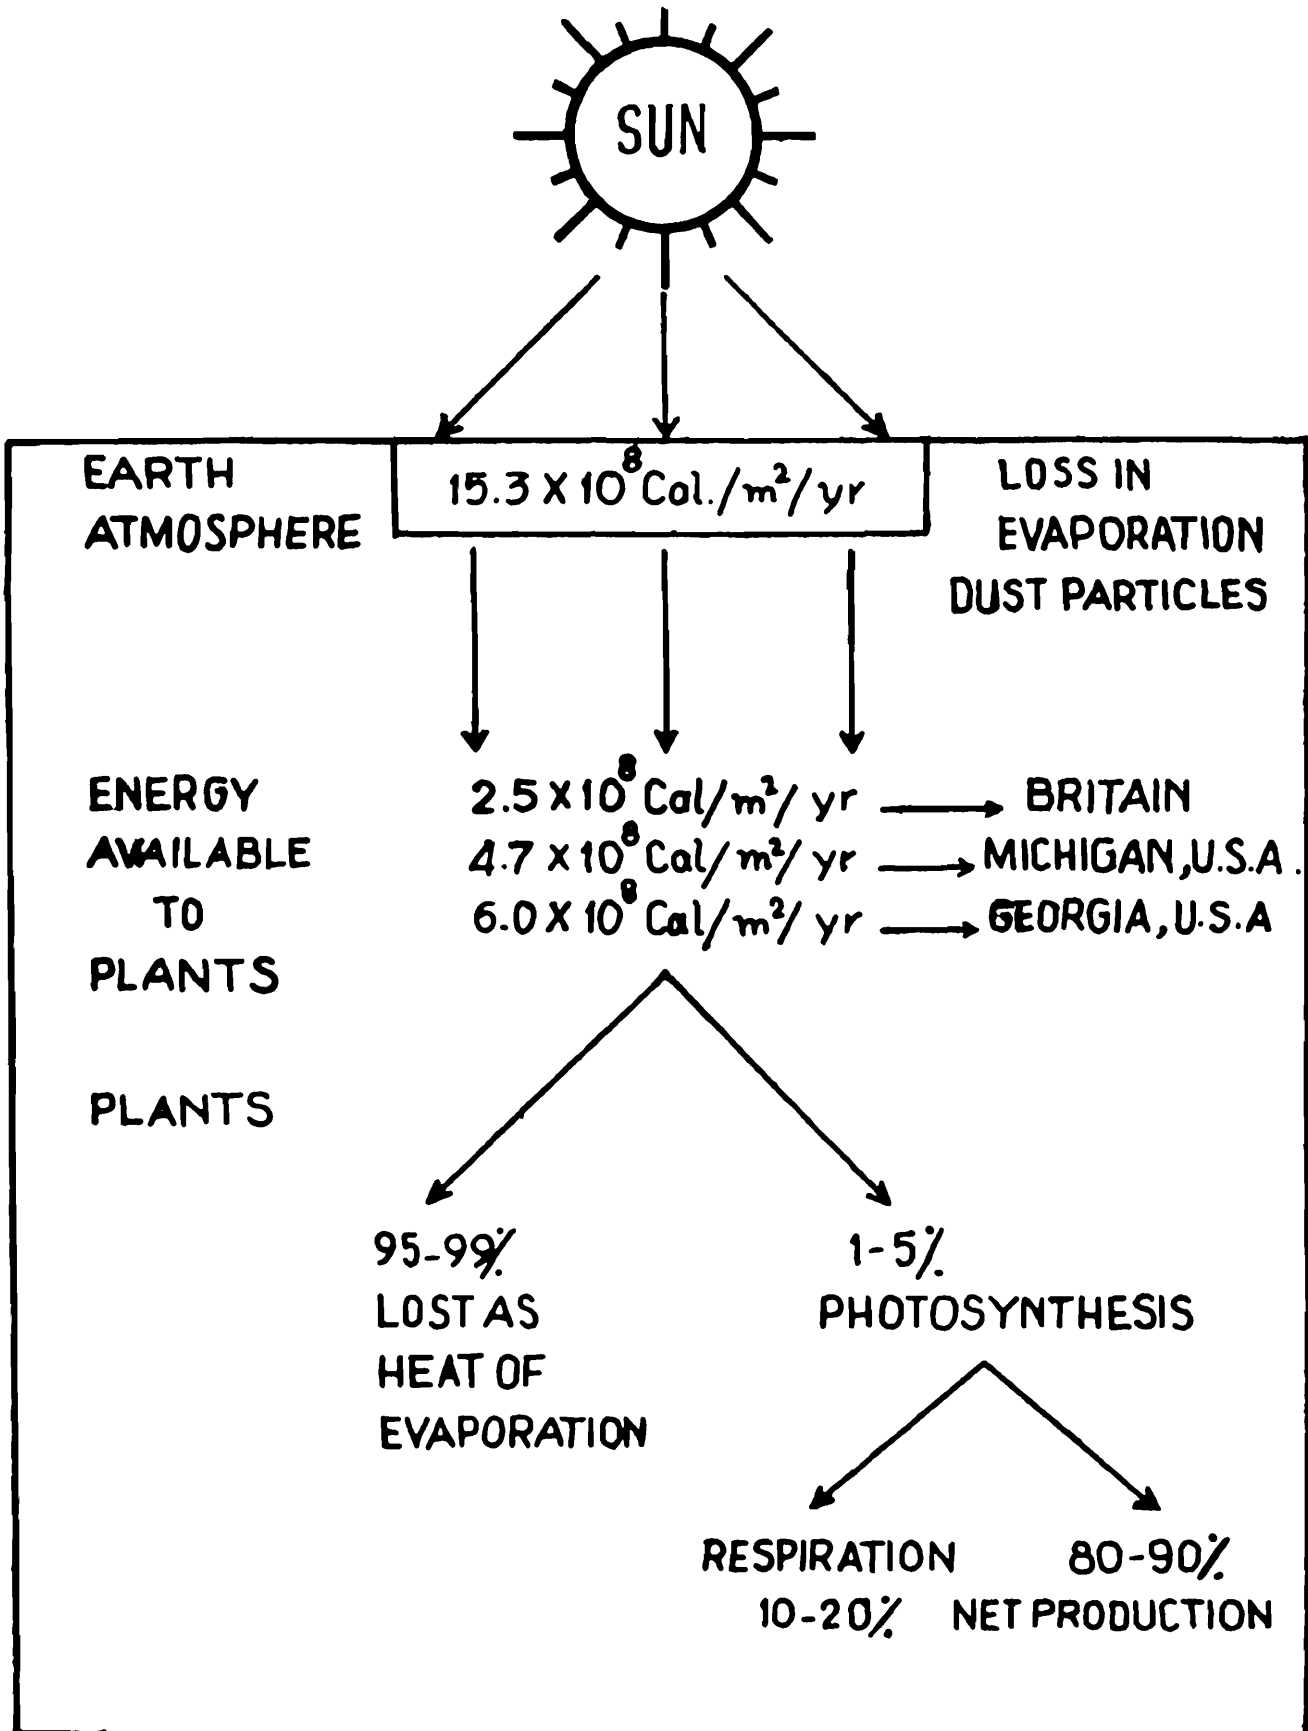 SUN
EARTH
ATMOSPHERE
15.3 X 10⁸ Cal./m²/yr
LOSS IN
EVAPORATION
DUST PARTICLES
ENERGY
AVAILABLE
TO
PLANTS
2.5 X 10⁸ Cal/m²/yr → BRITAIN
4.7 X 10⁸ Cal/m²/yr → MICHIGAN, U.S.A.
6.0 X 10⁸ Cal/m²/yr → GEORGIA, U.S.A
PLANTS
95-99%
LOST AS
HEAT OF
EVAPORATION
1-5%
PHOTOSYNTHESIS
RESPIRATION
10-20%
80-90%
NET PRODUCTION